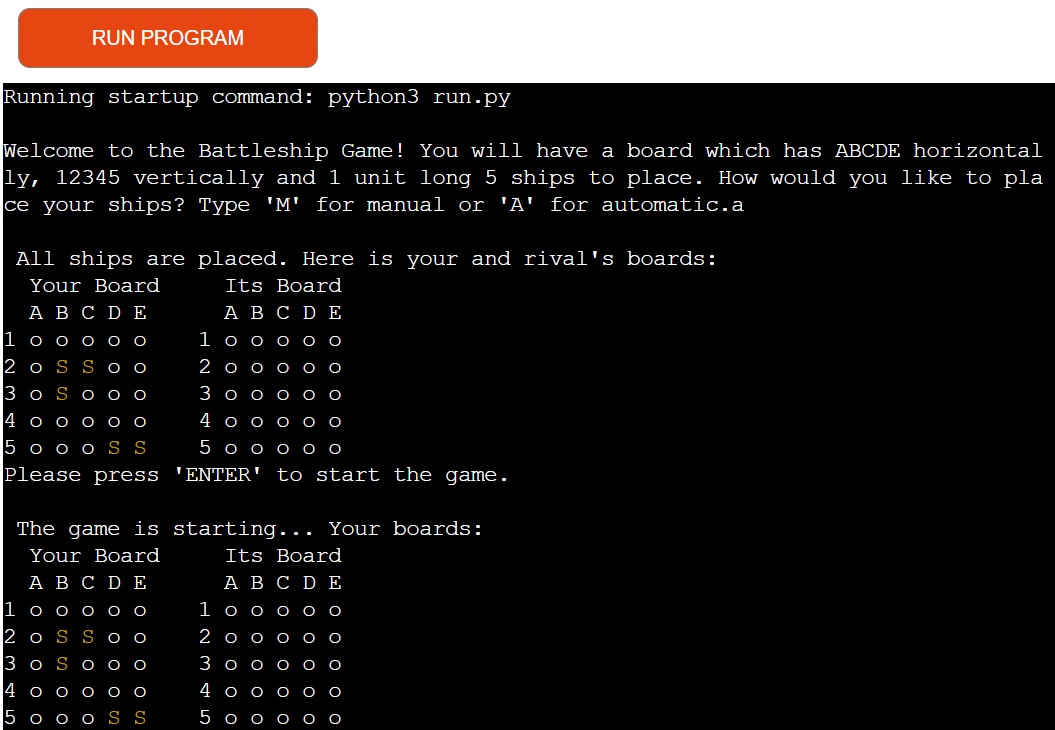 RUN PROGRAM
Running startup command: python3 run.py
Welcome to the Battleship Game! You will have a board which has ABCDE horizontal
ly, 12345 vertically and 1 unit long 5 ships to place. How would you like to pla
ce your ships? Type 'M' for manual or 'A' for automatic.a
All ships are placed. Here is your and rival's boards:
Your Board     Its Board
A B C D E      A B C D E
1 o o o o o    1 o o o o o
2 o S S o o    2 o o o o o
3 o S o o o    3 o o o o o
4 o o o o o    4 o o o o o
5 o o o S S    5 o o o o o
Please press 'ENTER' to start the game.
The game is starting... Your boards:
Your Board     Its Board
A B C D E      A B C D E
1 o o o o o    1 o o o o o
2 o S S o o    2 o o o o o
3 o S o o o    3 o o o o o
4 o o o o o    4 o o o o o
5 o o o S S    5 o o o o o